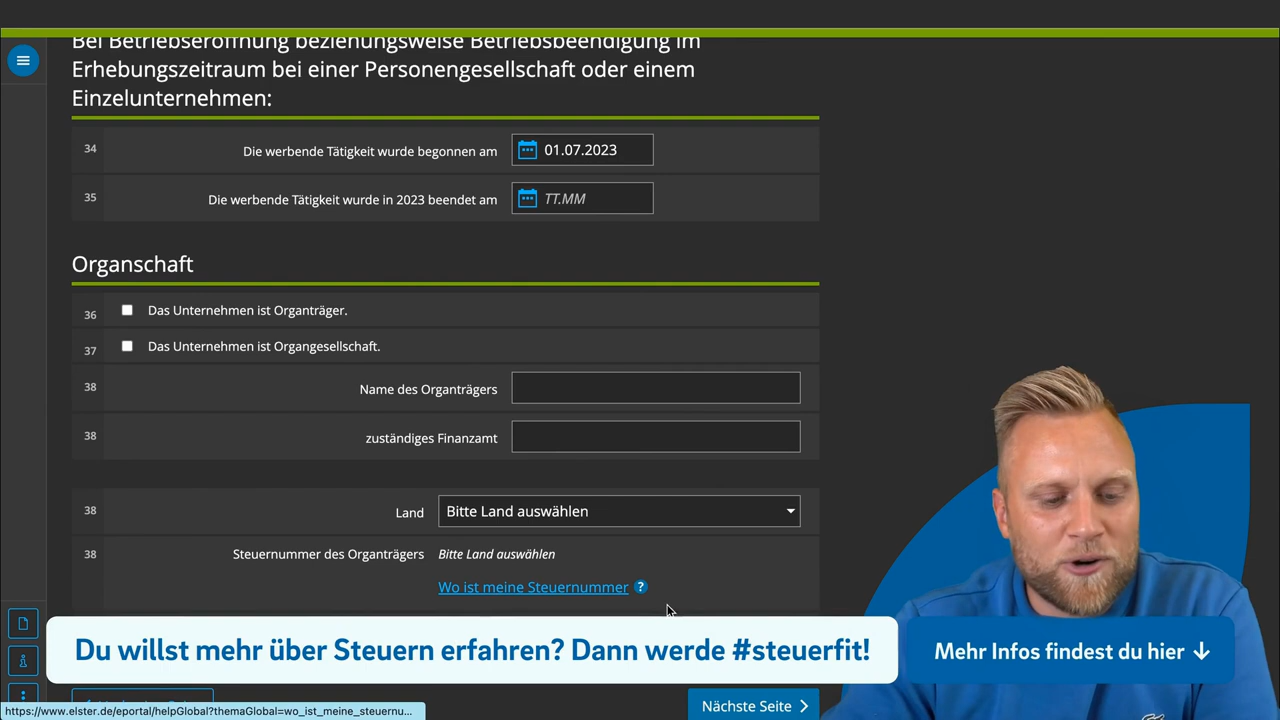 Bei Betriebseröffnung beziehungsweise Betriebsbeendigung im
Erhebungszeitraum bei einer Personengesellschaft oder einem
Einzelunternehmen:
34 Die werbende Tätigkeit wurde begonnen am 01.07.2023
35 Die werbende Tätigkeit wurde in 2023 beendet am TT.MM
Organschaft
36 Das Unternehmen ist Organträger.
37 Das Unternehmen ist Organgesellschaft.
38 Name des Organträgers
38 zuständiges Finanzamt
38 Land Bitte Land auswählen
38 Steuernummer des Organträgers Bitte Land auswählen
Wo ist meine Steuernummer ?
Du willst mehr über Steuern erfahren? Dann werde #steuerfit!
Mehr Infos findest du hier ↓
Nächste Seite
https://www.elster.de/eportal/helpGlobal?themaGlobal=wo_ist_meine_steuernu...